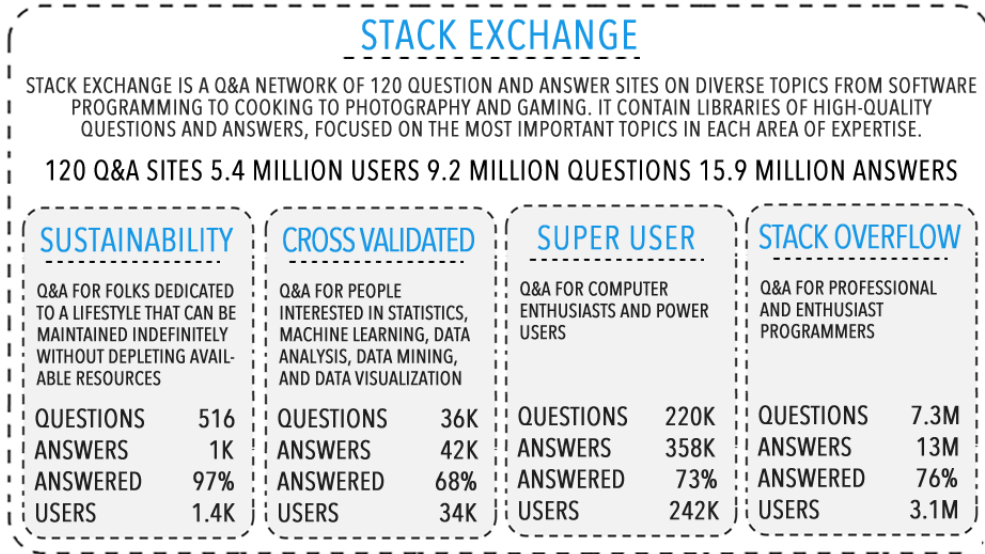 STACK EXCHANGE
STACK EXCHANGE IS A Q&A NETWORK OF 120 QUESTION AND ANSWER SITES ON DIVERSE TOPICS FROM SOFTWARE
PROGRAMMING TO COOKING TO PHOTOGRAPHY AND GAMING. IT CONTAIN LIBRARIES OF HIGH-QUALITY
QUESTIONS AND ANSWERS, FOCUSED ON THE MOST IMPORTANT TOPICS IN EACH AREA OF EXPERTISE.
120 Q&A SITES 5.4 MILLION USERS 9.2 MILLION QUESTIONS 15.9 MILLION ANSWERS
SUSTAINABILITY
Q&A FOR FOLKS DEDICATED
TO A LIFESTYLE THAT CAN BE
MAINTAINED INDEFINITELY
WITHOUT DEPLETING AVAIL-
ABLE RESOURCES
QUESTIONS 516
ANSWERS 1K
ANSWERED 97%
USERS 1.4K
CROSS VALIDATED
Q&A FOR PEOPLE
INTERESTED IN STATISTICS,
MACHINE LEARNING, DATA
ANALYSIS, DATA MINING,
AND DATA VISUALIZATION
QUESTIONS 36K
ANSWERS 42K
ANSWERED 68%
USERS 34K
SUPER USER
Q&A FOR COMPUTER
ENTHUSIASTS AND POWER
USERS
QUESTIONS 220K
ANSWERS 358K
ANSWERED 73%
USERS 242K
STACK OVERFLOW
Q&A FOR PROFESSIONAL
AND ENTHUSIAST
PROGRAMMERS
QUESTIONS 7.3M
ANSWERS 13M
ANSWERED 76%
USERS 3.1M